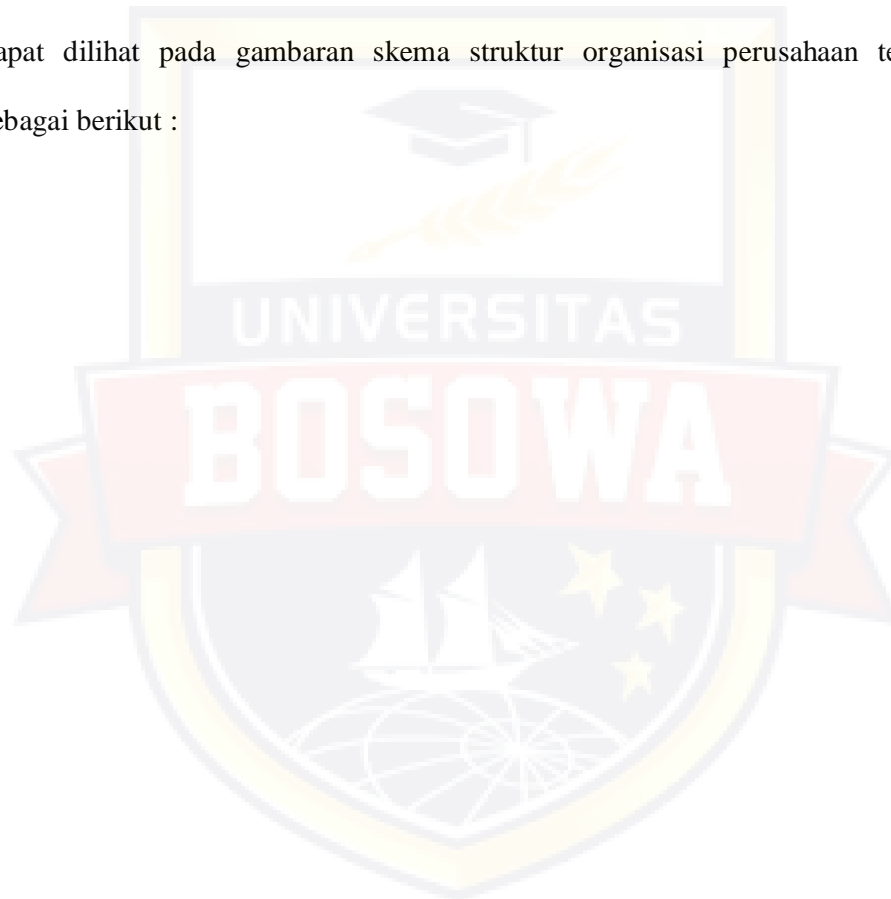 apat dilihat pada gambaran skema struktur organisasi perusahaan te
ebagai berikut :
UNIVERSITAS
BOSOWA